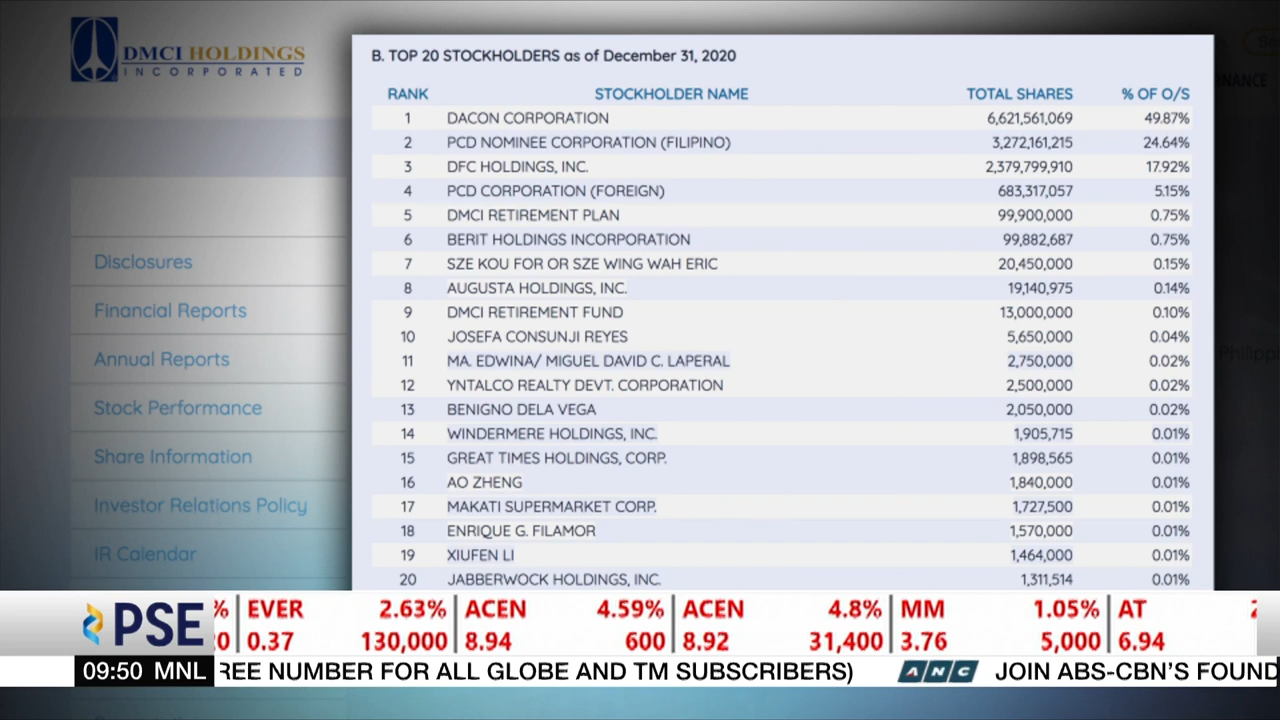 DMCI HOLDINGS
INCORPORATED
B. TOP 20 STOCKHOLDERS as of December 31, 2020
RANK STOCKHOLDER NAME TOTAL SHARES % OF O/S
1 DACON CORPORATION 6,621,561,069 49.87%
2 PCD NOMINEE CORPORATION (FILIPINO) 3,272,161,215 24.64%
3 DFC HOLDINGS, INC. 2,379,799,910 17.92%
4 PCD CORPORATION (FOREIGN) 683,317,057 5.15%
5 DMCI RETIREMENT PLAN 99,900,000 0.75%
6 BERIT HOLDINGS INCORPORATION 99,882,687 0.75%
7 SZE KOU FOR OR SZE WING WAH ERIC 20,450,000 0.15%
8 AUGUSTA HOLDINGS, INC. 19,140,975 0.14%
9 DMCI RETIREMENT FUND 13,000,000 0.10%
10 JOSEFA CONSUNJI REYES 5,650,000 0.04%
11 MA. EDWINA/ MIGUEL DAVID C. LAPERAL 2,750,000 0.02%
12 YNTALCO REALTY DEVT. CORPORATION 2,500,000 0.02%
13 BENIGNO DELA VEGA 2,050,000 0.02%
14 WINDERMERE HOLDINGS, INC. 1,905,715 0.01%
15 GREAT TIMES HOLDINGS, CORP. 1,898,565 0.01%
16 AO ZHENG 1,840,000 0.01%
17 MAKATI SUPERMARKET CORP. 1,727,500 0.01%
18 ENRIQUE G. FILAMOR 1,570,000 0.01%
19 XIUFEN LI 1,464,000 0.01%
20 JABBERWOCK HOLDINGS, INC. 1,311,514 0.01%
Disclosures
Financial Reports
Annual Reports
Stock Performance
Share Information
Investor Relations Policy
IR Calendar
NANCE
Philipp
PSE % EVER 2.63% ACEN 4.59% ACEN 4.8% MM 1.05% AT
0 0.37 130,000 8.94 600 8.92 31,400 3.76 5,000 6.94
09:50 MNL REE NUMBER FOR ALL GLOBE AND TM SUBSCRIBERS) ANC JOIN ABS-CBN'S FOUND